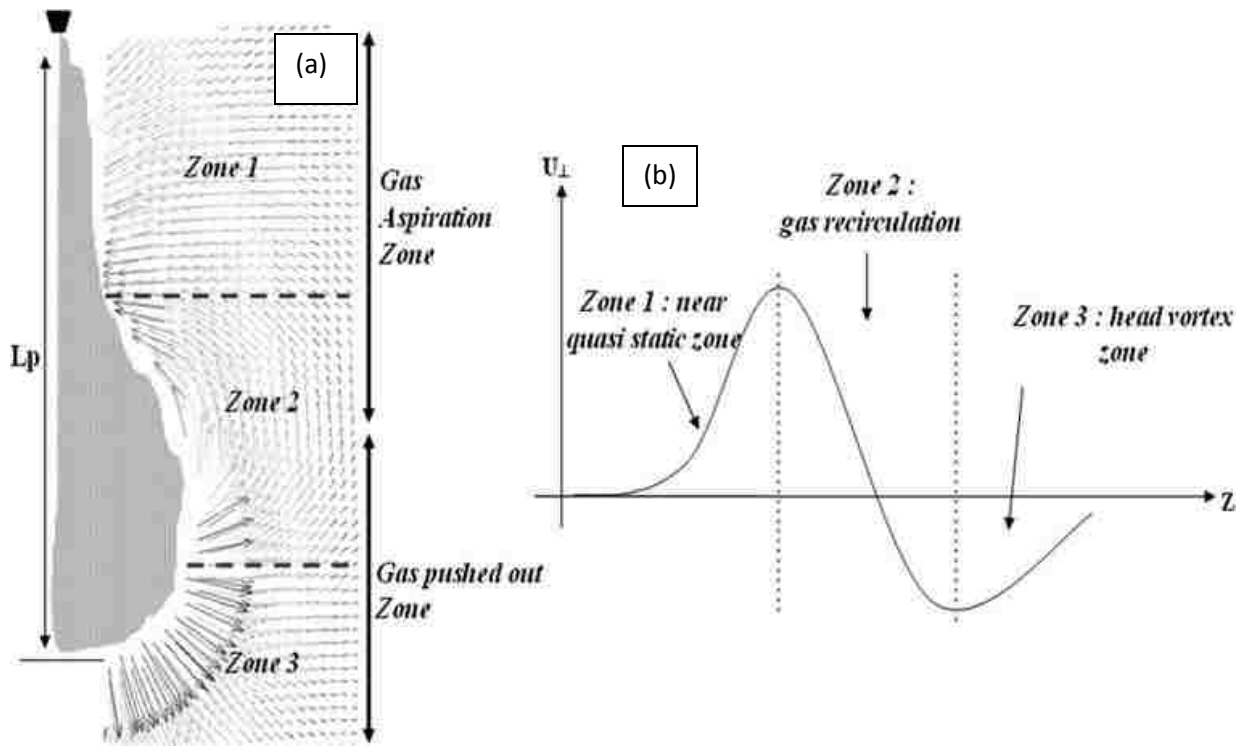 (a)
Zone 1
Gas
Aspiration
Zone
Lp
Zone 2
Gas pushed out
Zone
Zone 3
(b)
U⊥
Zone 2 :
gas recirculation
Zone 1 : near
quasi static zone
Zone 3 : head vortex
zone
Z